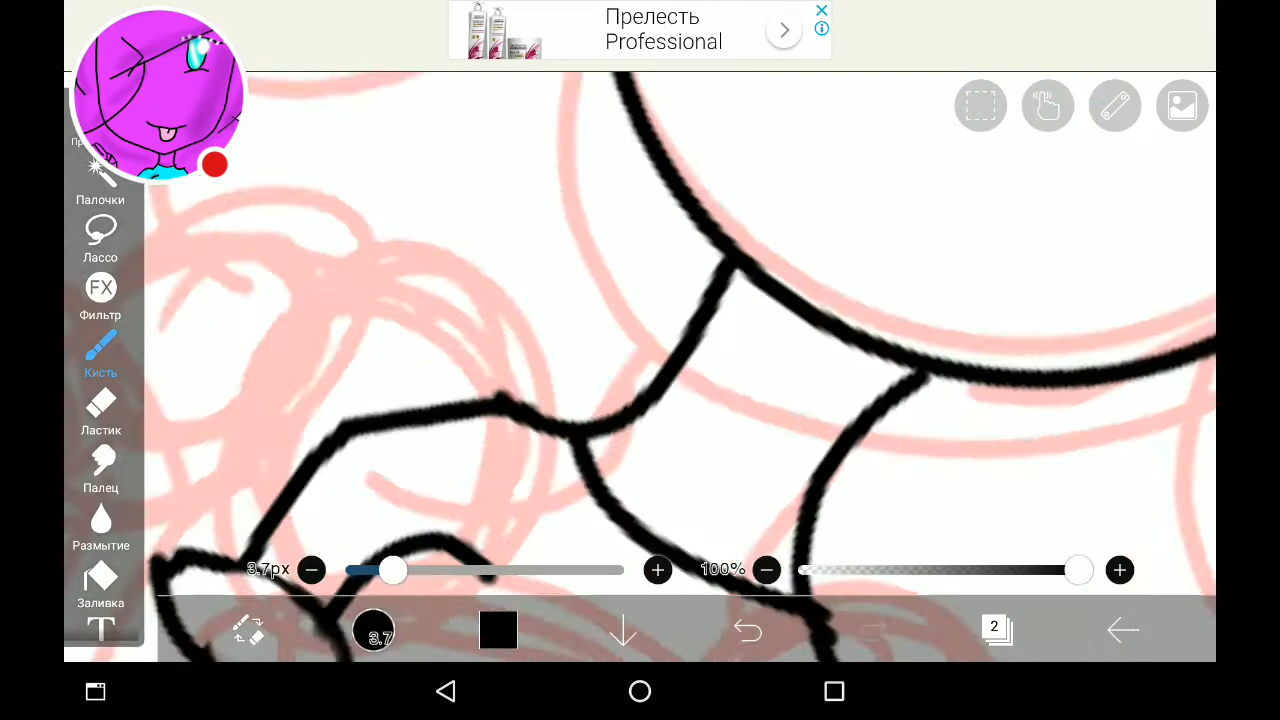 Прелесть
Professional
Палочки
Лассо
FX
Фильтр
Кисть
Ластик
Палец
Размытие
Заливка
T
3.7px
100%
3.7
2